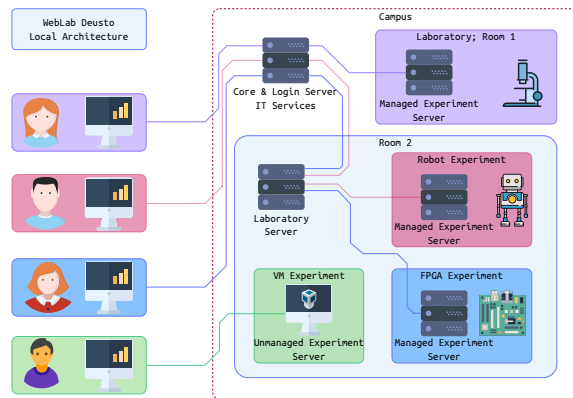 WebLab Deusto
Local Architecture
Campus
Laboratory; Room 1
Core & Login Server
IT Services
Managed Experiment
Server
Room 2
Robot Experiment
Laboratory
Server
Managed Experiment
Server
VM Experiment
Unmanaged Experiment
Server
FPGA Experiment
Managed Experiment
Server